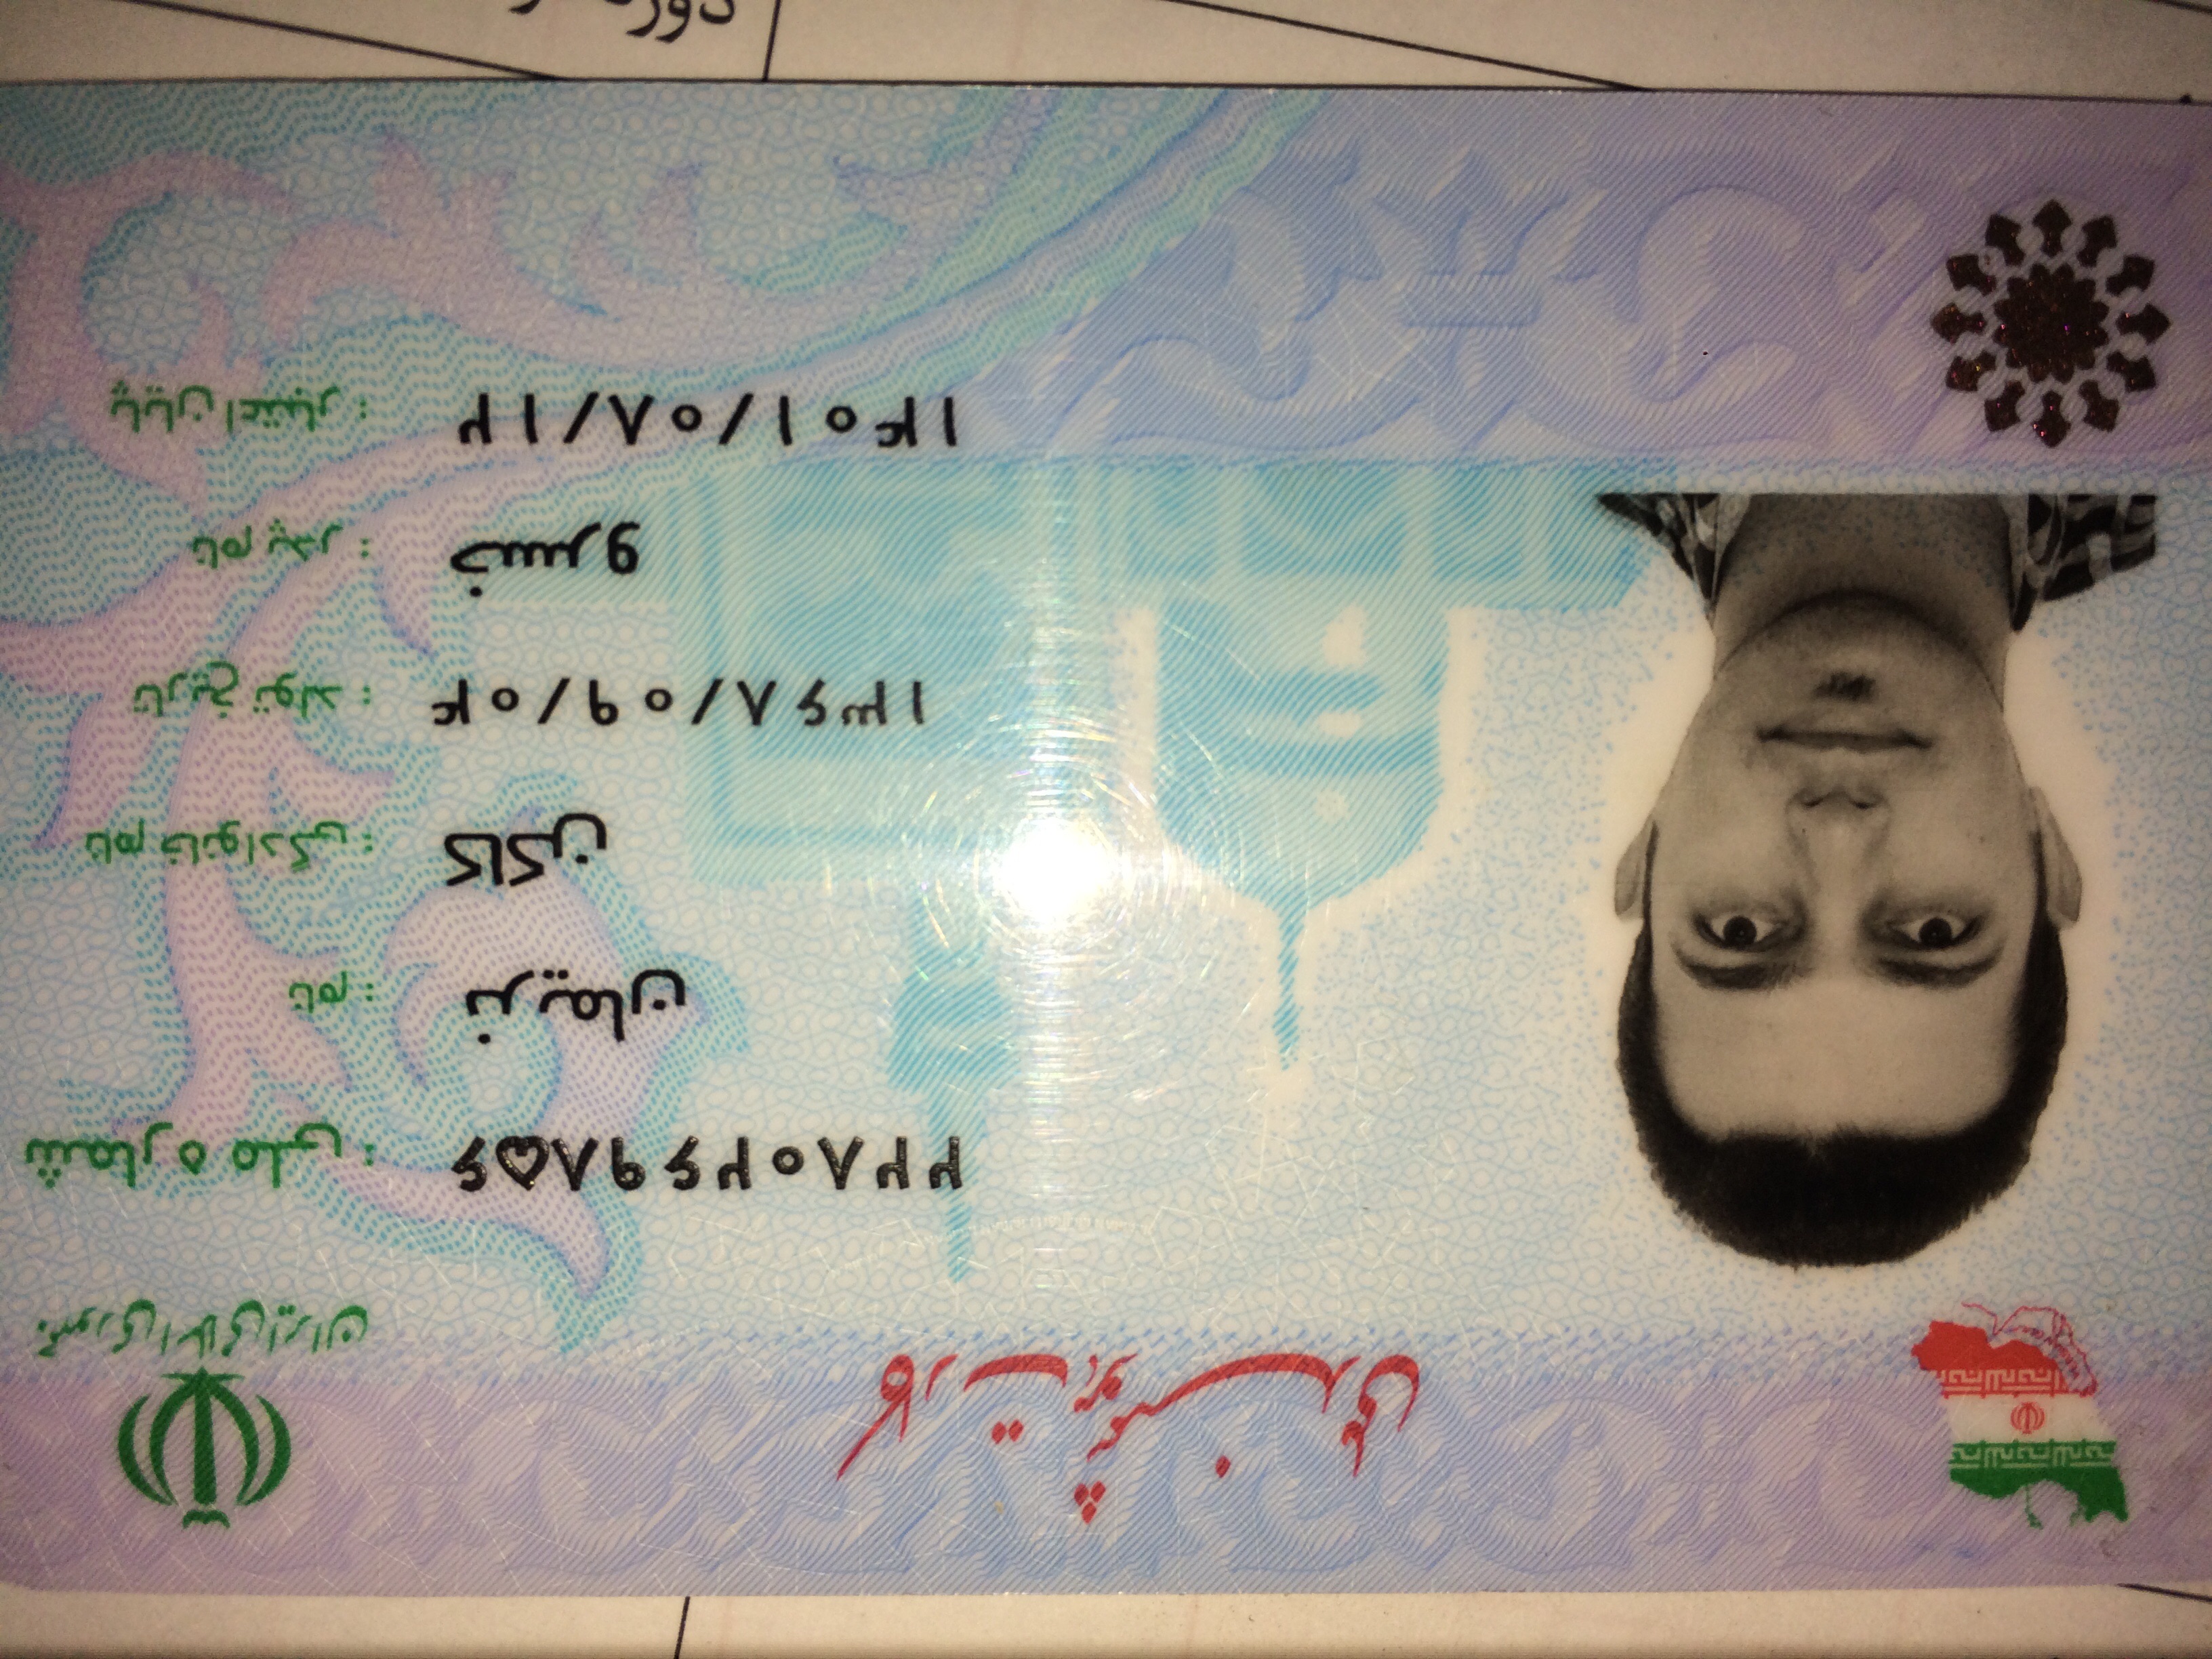 جمهوری اسلامی ایران
کارت هوشمند ملی
شماره ملی : ۲۲۸۰۲۶۹۸۵۶
نام : نریمان
نام خانوادگی : کاکن
تاریخ تولد : ۱۳۶۸/۰۹/۰۴
نام پدر : خسرو
پایان اعتبار : ۱۴۰۱/۰۸/۱۲